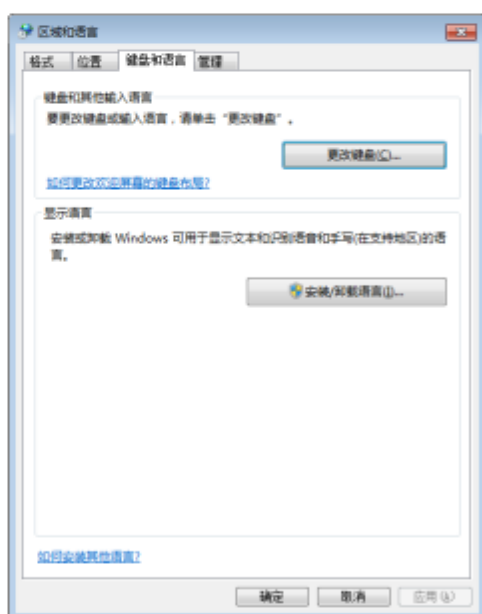 区域和语言
格式 位置 键盘和语言 管理
键盘和其他输入语言
要更改键盘或输入语言，请单击“更改键盘”。
更改键盘(C)...
如何更改欢迎屏幕的键盘布局?
显示语言
安装或卸载 Windows 可用于显示文本和识别语音和手写(在支持地区)的语
言。
安装/卸载语言(I)...
如何安装其他语言?
确定 取消 应用(A)